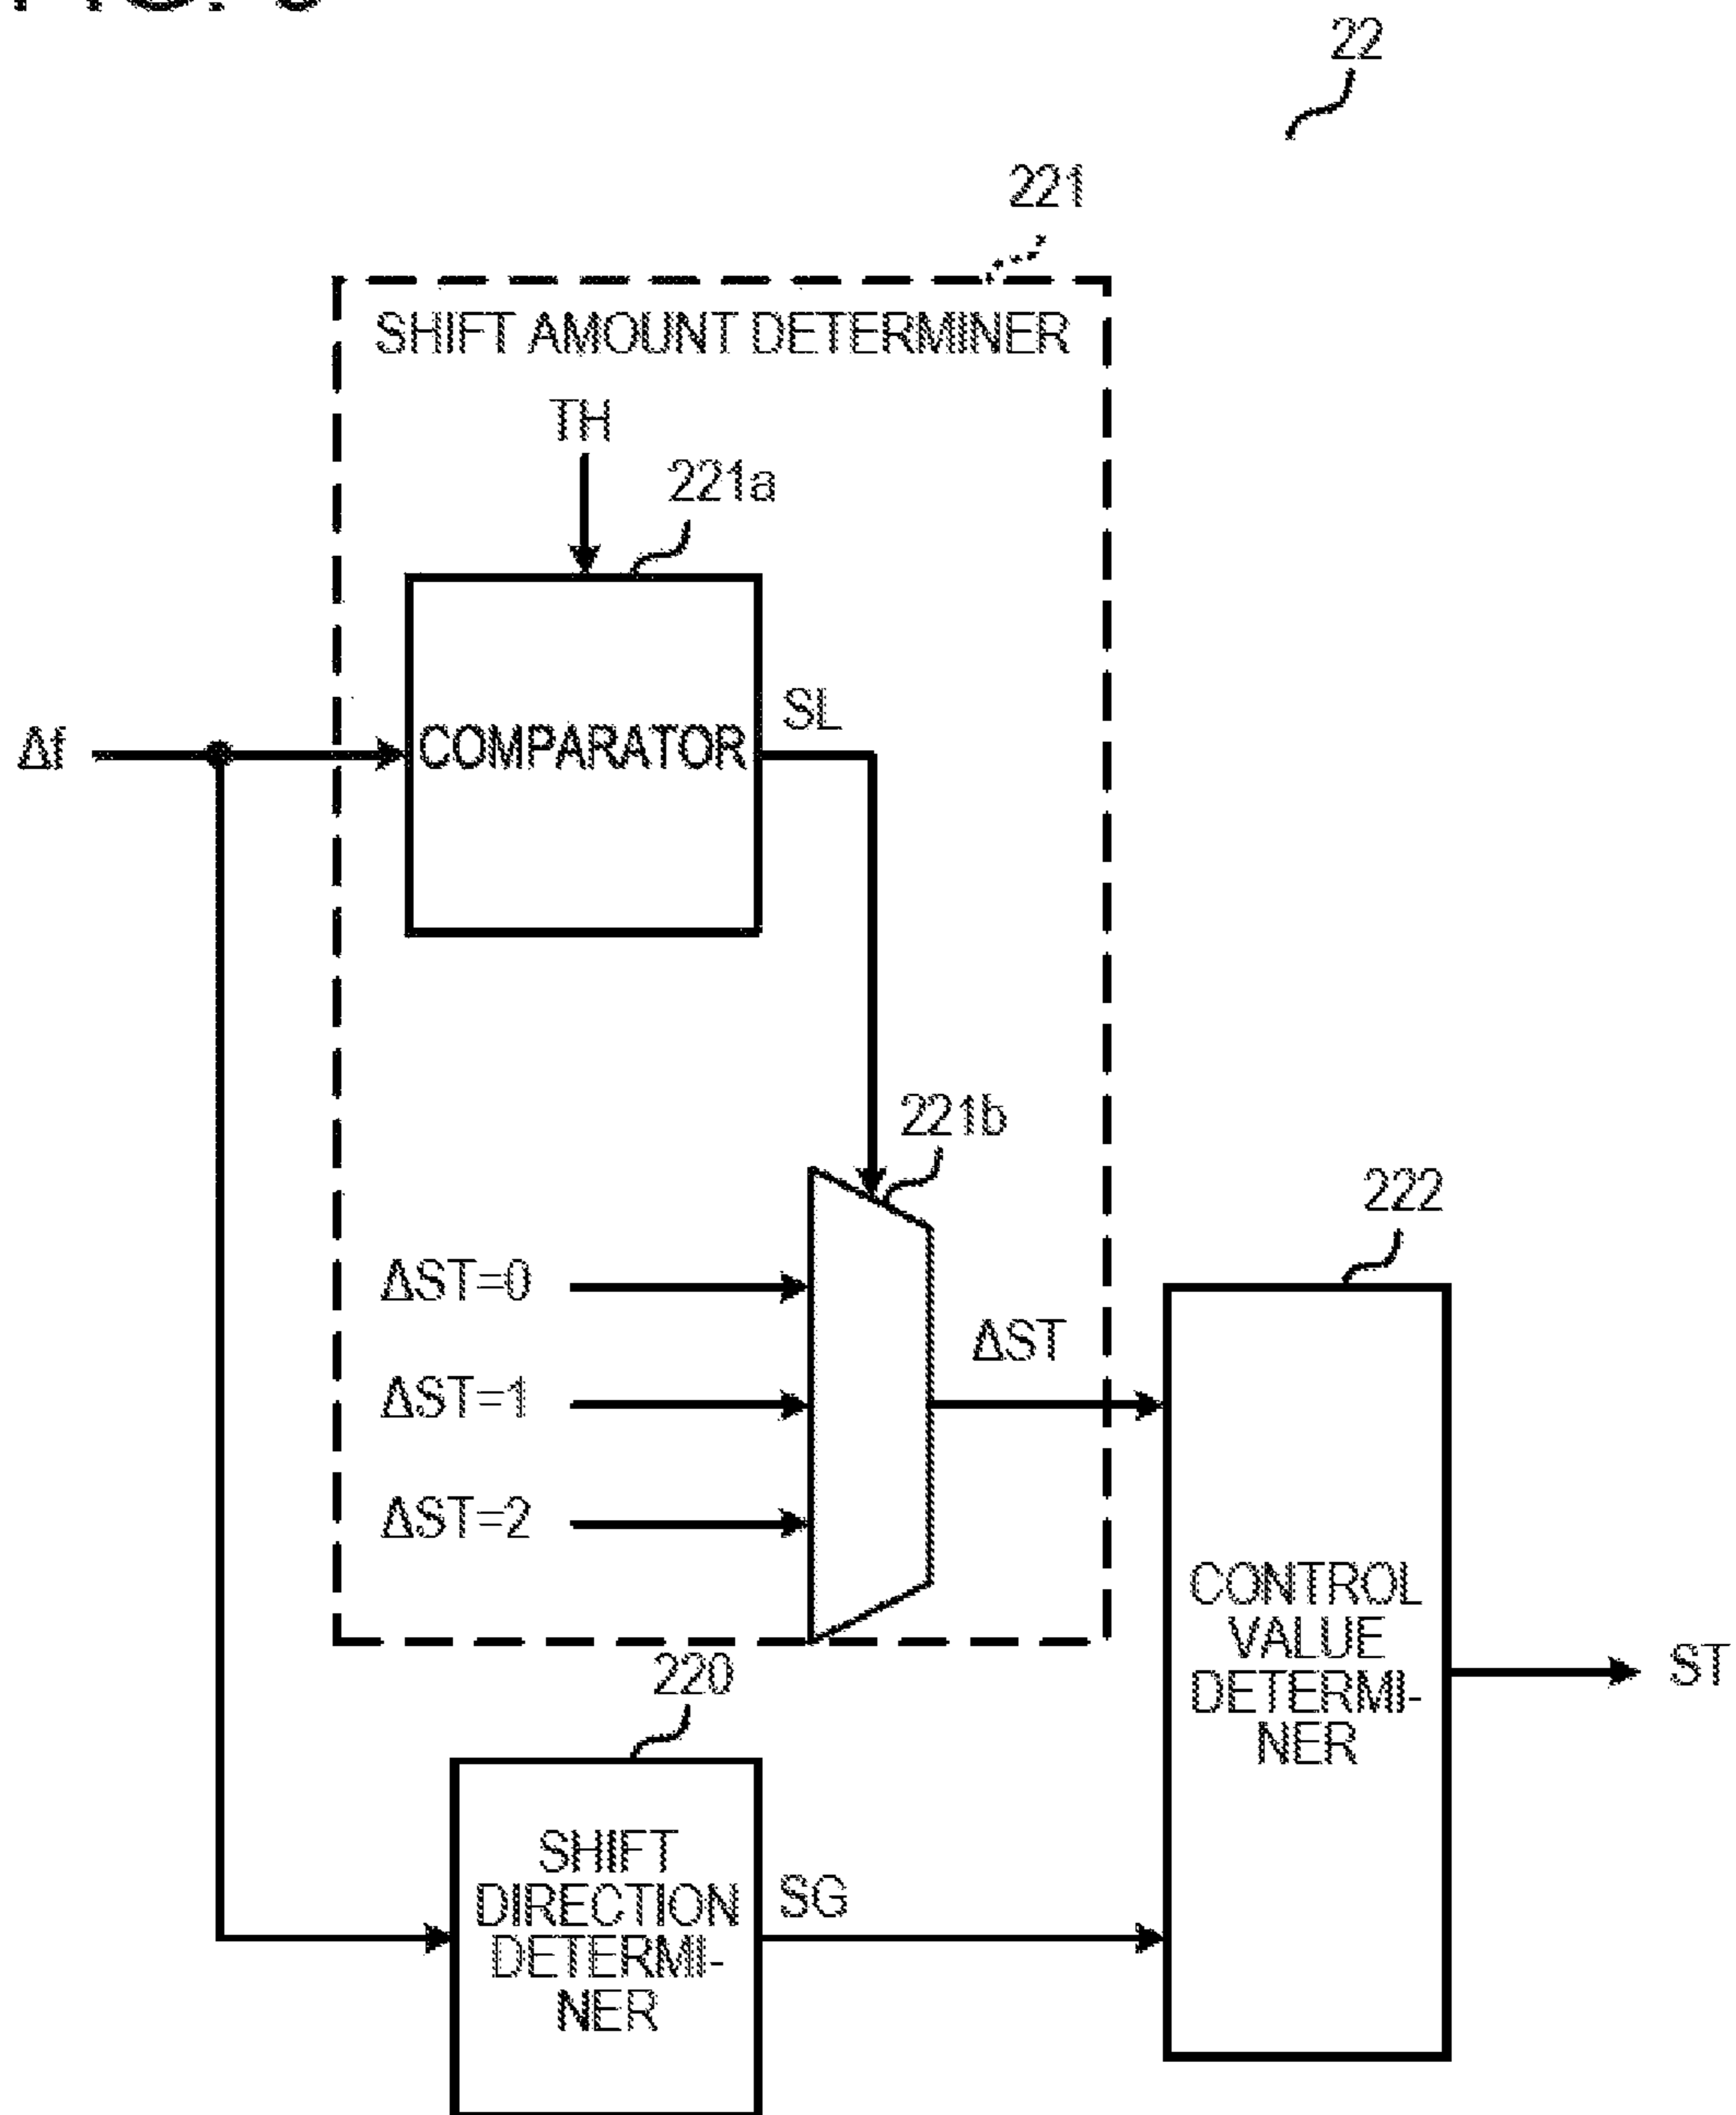 22
221
SHIFT AMOUNT DETERMINER
TH
221a
Δf
COMPARATOR
SL
221b
222
ΔST=0
ΔST
ΔST=1
ΔST=2
CONTROL
VALUE
DETERMI-
NER
ST
220
SHIFT
DIRECTION
DETERMI-
NER
SG